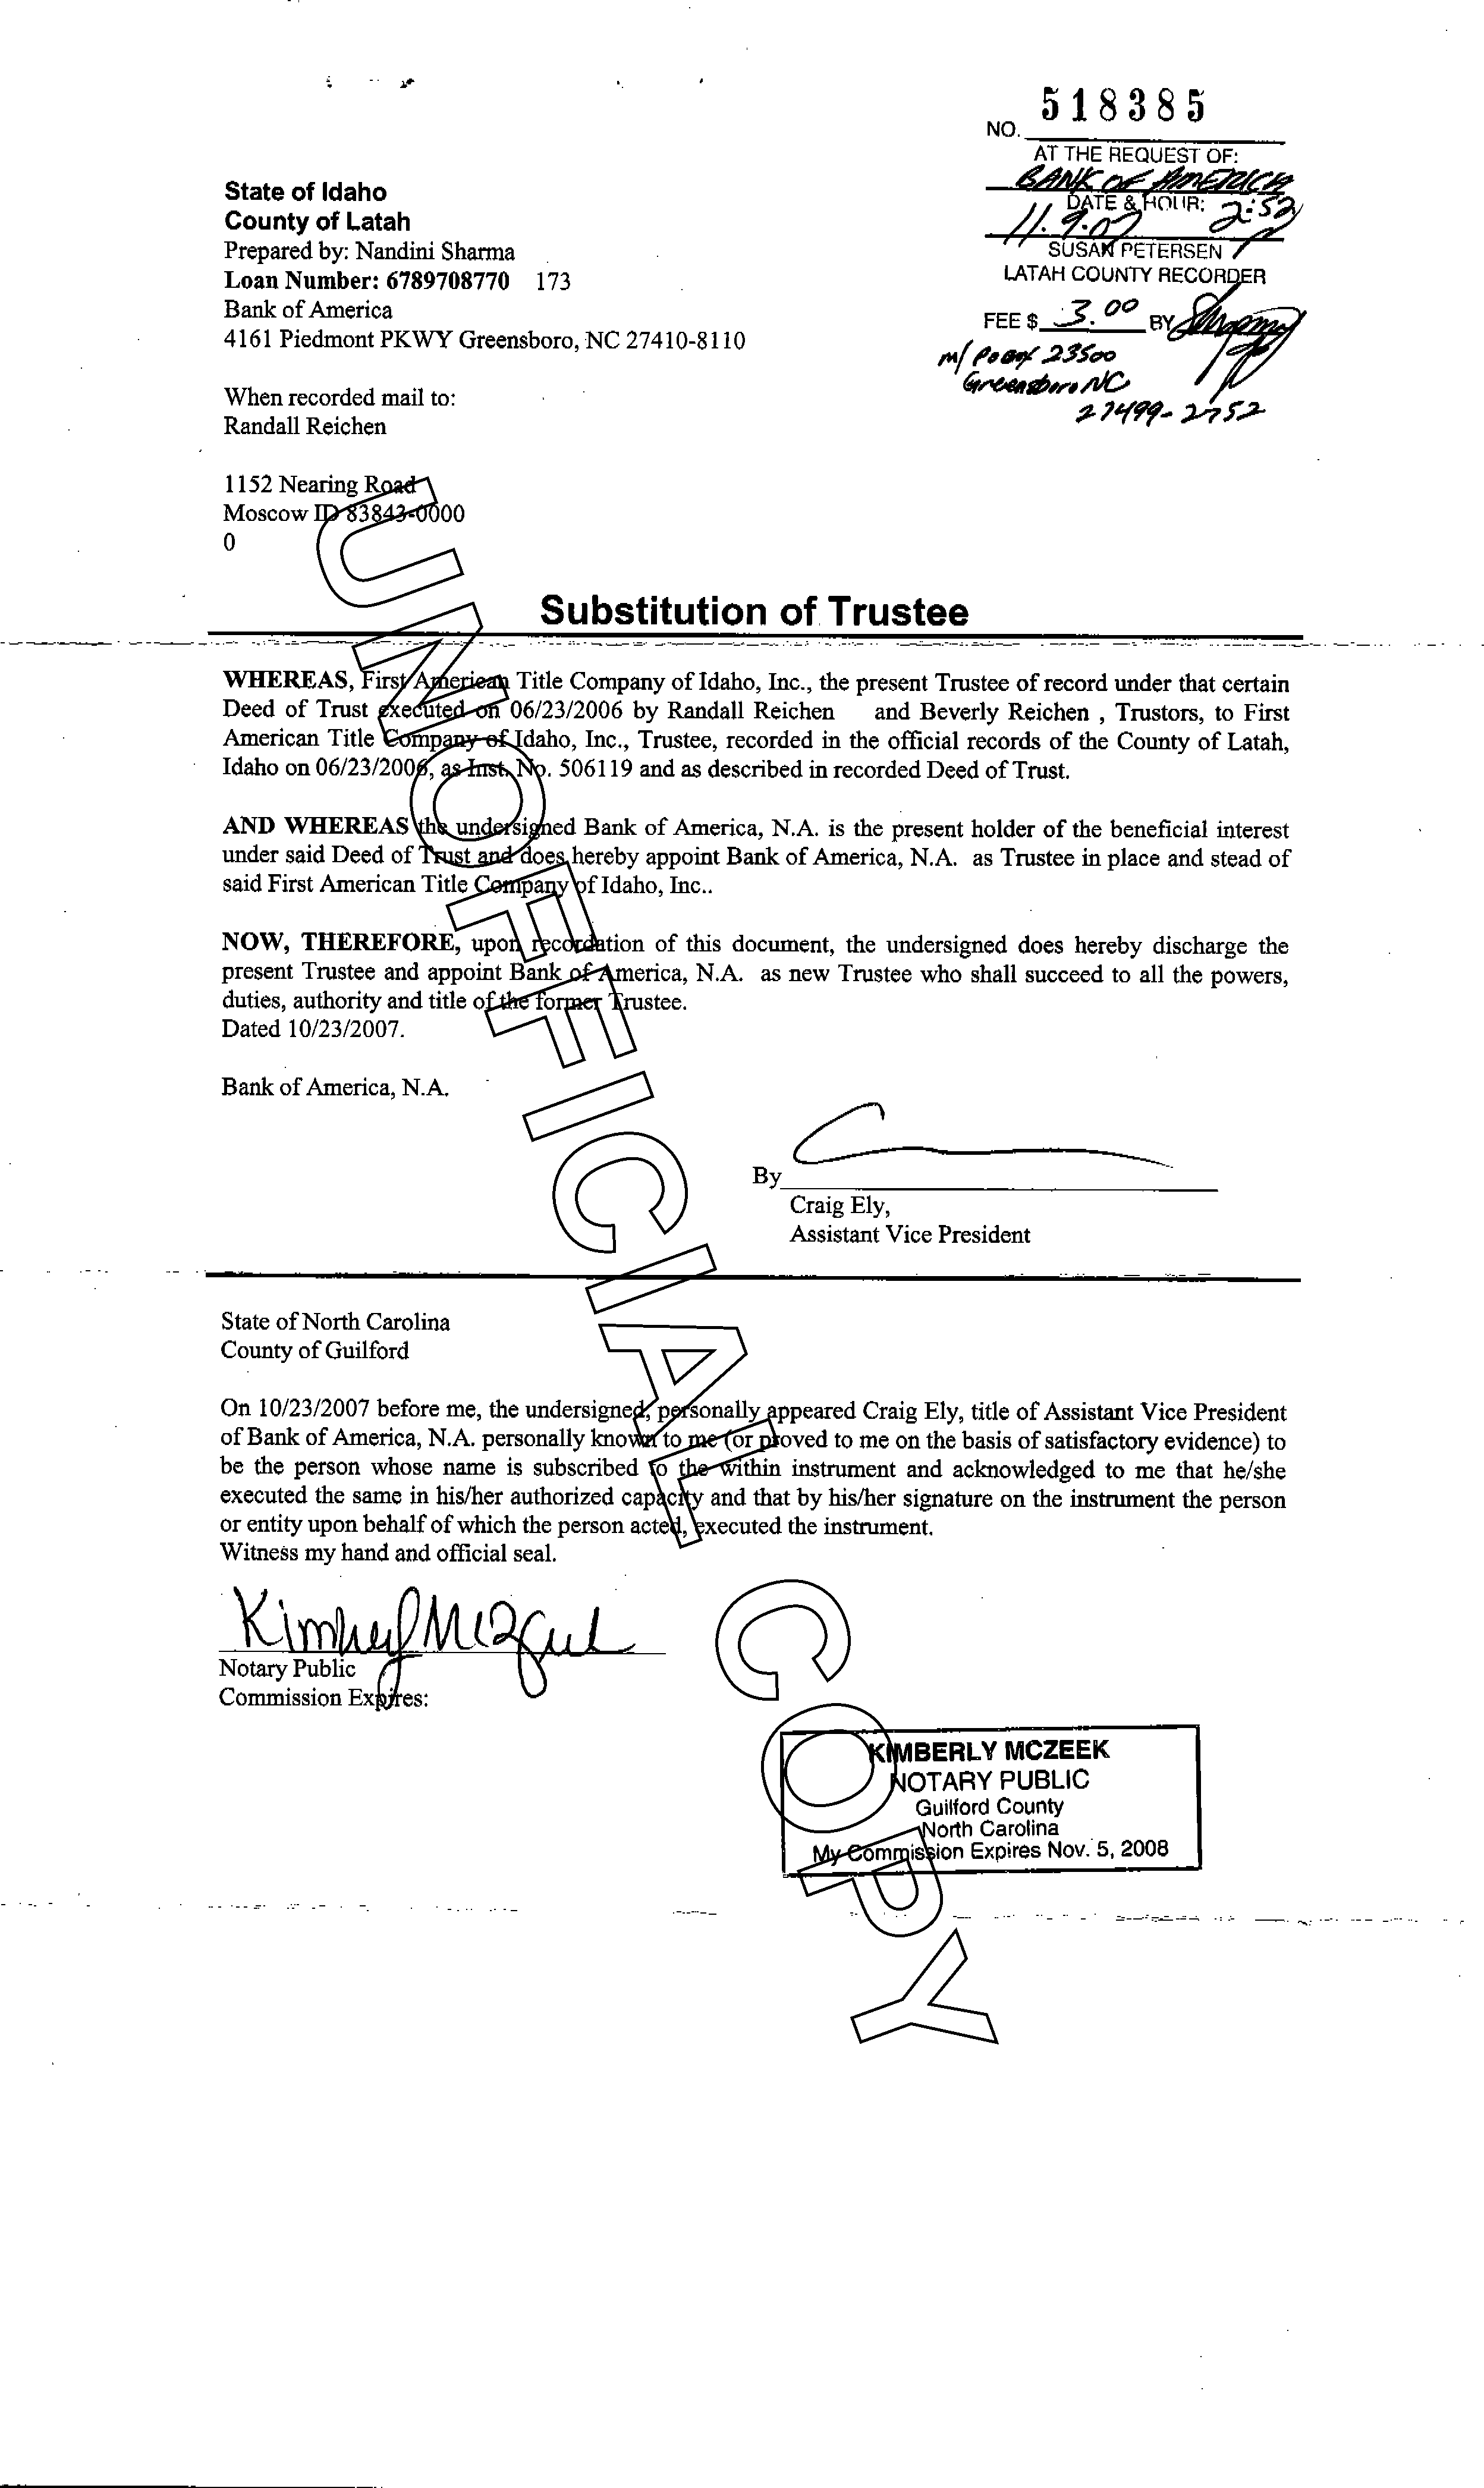 NO. 518385
AT THE REQUEST OF:
BANK OF AMERICA
DATE & HOUR:
11.9.07 2:52
SUSAN PETERSEN
LATAH COUNTY RECORDER
FEE $ 3.00 BY
m/ PO Box 23500
Greensboro NC
27499-2752
State of Idaho
County of Latah
Prepared by: Nandini Sharma
Loan Number: 6789708770 173
Bank of America
4161 Piedmont PKWY Greensboro, NC 27410-8110
When recorded mail to:
Randall Reichen
1152 Nearing Road
Moscow ID 83843-0000
0
Substitution of Trustee
WHEREAS, First American Title Company of Idaho, Inc., the present Trustee of record under that certain
Deed of Trust executed on 06/23/2006 by Randall Reichen and Beverly Reichen , Trustors, to First
American Title Company of Idaho, Inc., Trustee, recorded in the official records of the County of Latah,
Idaho on 06/23/2006, as Inst. No. 506119 and as described in recorded Deed of Trust.
AND WHEREAS the undersigned Bank of America, N.A. is the present holder of the beneficial interest
under said Deed of Trust and does hereby appoint Bank of America, N.A. as Trustee in place and stead of
said First American Title Company of Idaho, Inc..
NOW, THEREFORE, upon recordation of this document, the undersigned does hereby discharge the
present Trustee and appoint Bank of America, N.A. as new Trustee who shall succeed to all the powers,
duties, authority and title of the former Trustee.
Dated 10/23/2007.
Bank of America, N.A.
By
Craig Ely,
Assistant Vice President
State of North Carolina
County of Guilford
On 10/23/2007 before me, the undersigned, personally appeared Craig Ely, title of Assistant Vice President
of Bank of America, N.A. personally known to me (or proved to me on the basis of satisfactory evidence) to
be the person whose name is subscribed to the within instrument and acknowledged to me that he/she
executed the same in his/her authorized capacity and that by his/her signature on the instrument the person
or entity upon behalf of which the person acted, executed the instrument.
Witness my hand and official seal.
Notary Public
Commission Expires:
KIMBERLY MCZEEK
NOTARY PUBLIC
Guilford County
North Carolina
My Commission Expires Nov. 5, 2008
UNOFFICIAL COPY